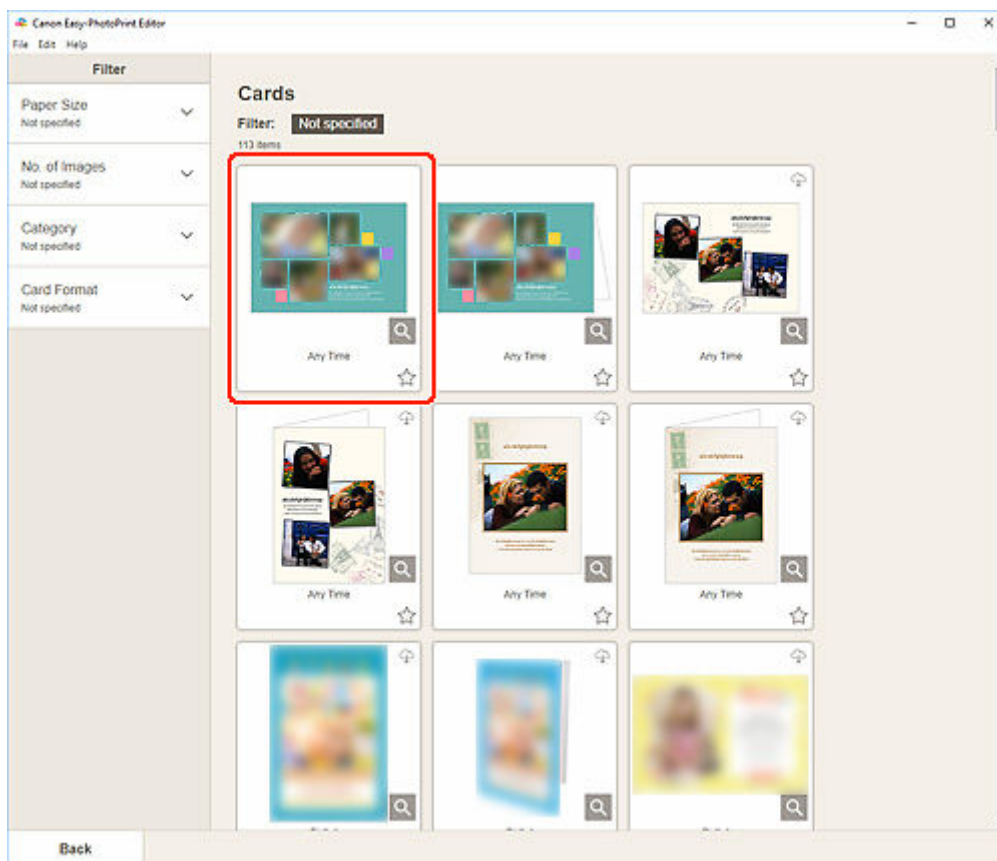 Canon Easy-PhotoPrint Editor
File Edit Help
Filter
Paper Size
Not specified
No. of Images
Not specified
Category
Not specified
Card Format
Not specified
Cards
Filter: Not specified
113 items
Any Time
Any Time
Any Time
Any Time
Any Time
Any Time
Back